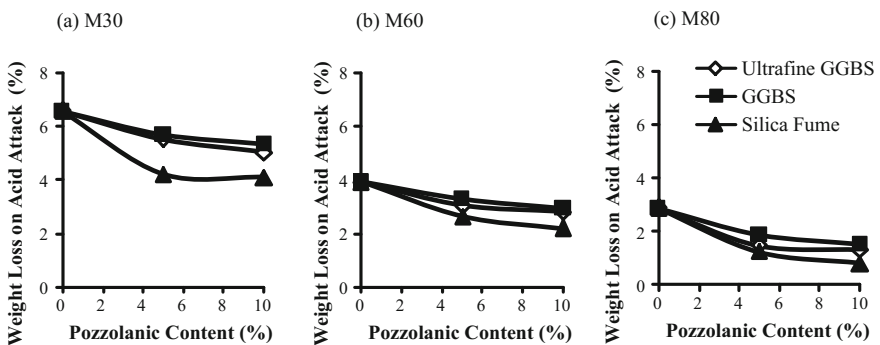 (a) M30
(b) M60
(c) M80
Weight Loss on Acid Attack (%)
8
6
4
2
0
0 2 4 6 8 10
Pozzolanic Content (%)
Weight Loss on Acid Attack (%)
8
6
4
2
0
0 2 4 6 8 10
Pozzolanic Content (%)
Weight Loss on Acid Attack (%)
8
6
4
2
0
0 2 4 6 8 10
Pozzolanic Content (%)
Ultrafine GGBS
GGBS
Silica Fume